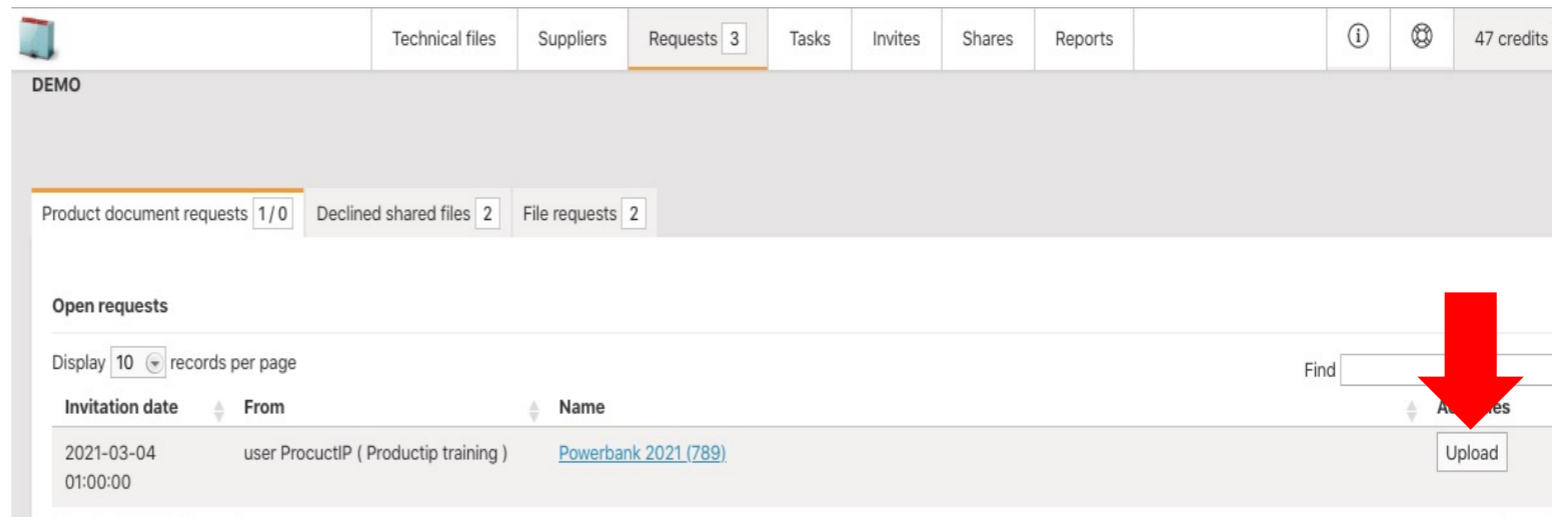 Technical files Suppliers Requests 3 Tasks Invites Shares Reports 47 credits
DEMO
Product document requests 1/0 Declined shared files 2 File requests 2
Open requests
Display 10 records per page
Find
Invitation date From Name
2021-03-04 user ProcuctIP ( Productip training ) Powerbank 2021 (789) Upload
01:00:00